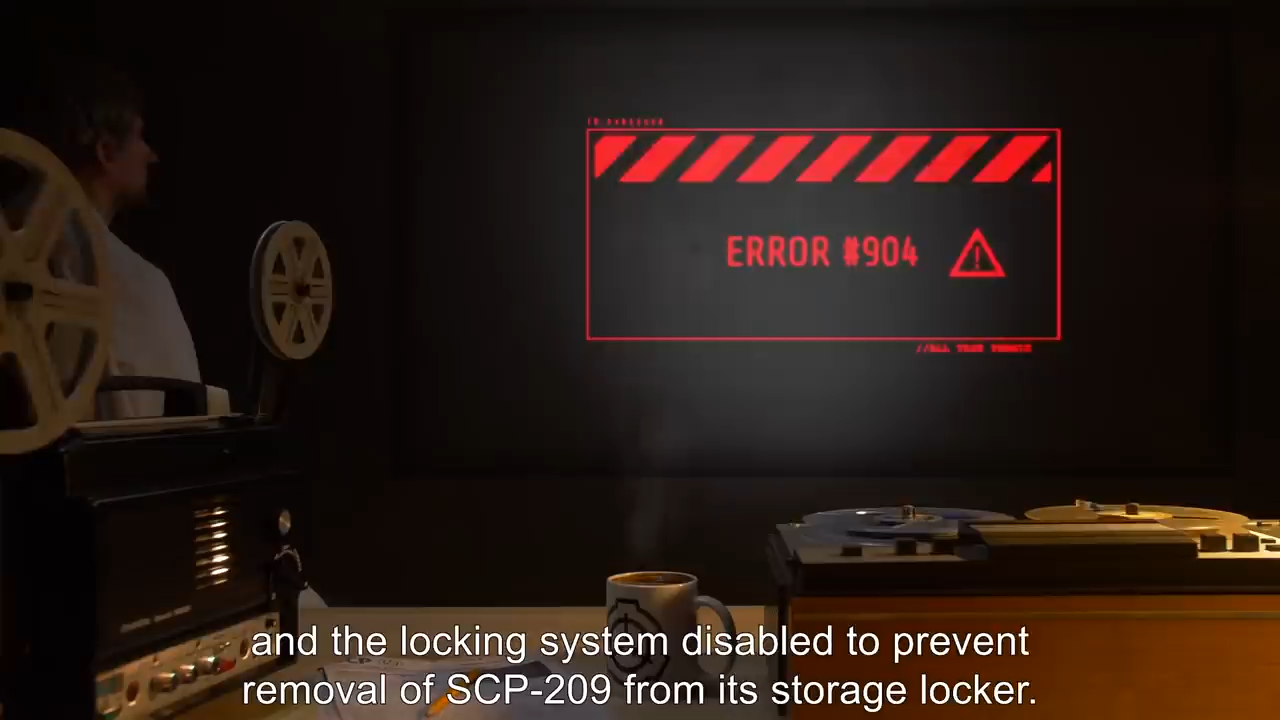 ERROR #904
and the locking system disabled to prevent
removal of SCP-209 from its storage locker.